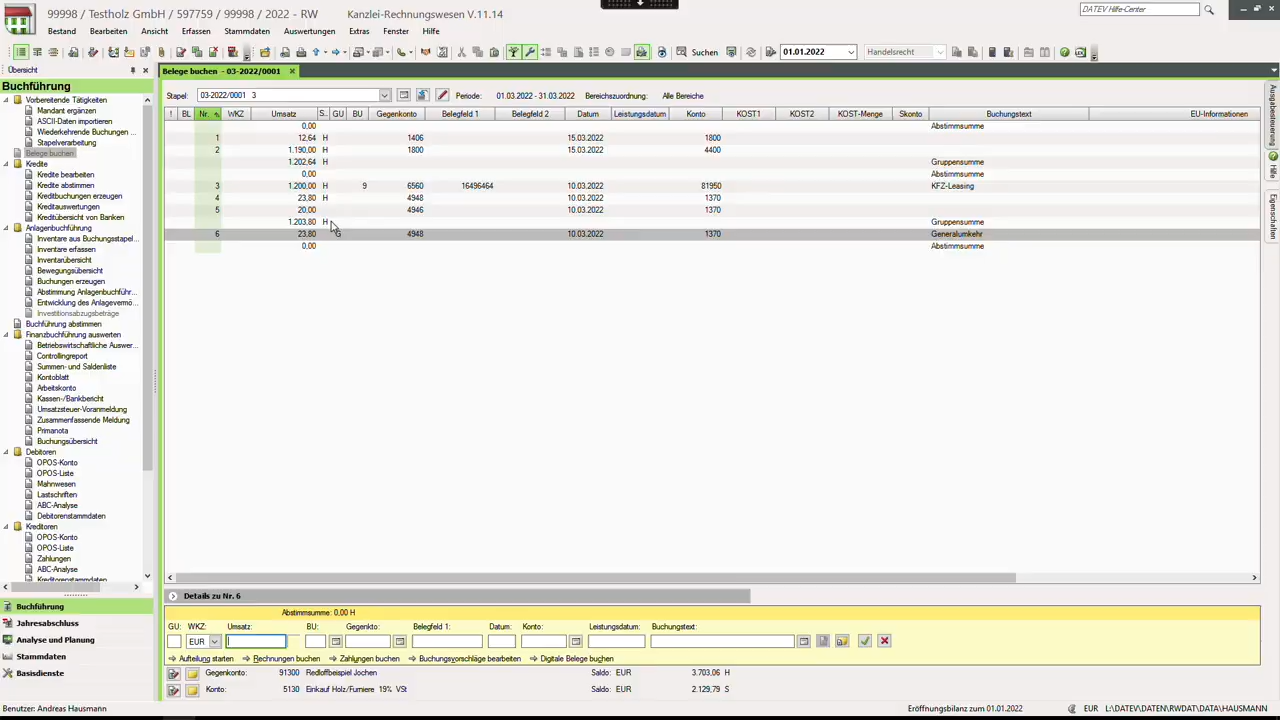 99998 / Testholz GmbH / 597759 / 99998 / 2022 - RW Kanzlei-Rechnungswesen V.11.14 DATEV Hilfe-Center
Bestand Bearbeiten Ansicht Erfassen Stammdaten Auswertungen Extras Fenster Hilfe
Suchen 01.01.2022 Handelsrecht
Übersicht
Belege buchen - 03-2022/0001
Buchführung
Stapel: 03-2022/0001 3 Periode: 01.03.2022 - 31.03.2022 Bereichszuordnung: Alle Bereiche
! BL Nr. WKZ Umsatz S.. GU BU Gegenkonto Belegfeld 1 Belegfeld 2 Datum Leistungsdatum Konto KOST1 KOST2 KOST-Menge Skonto Buchungstext EU-Informationen
0,00 Abstimmsumme
1 12,64 H 1406 15.03.2022 1800
2 1.190,00 H 1800 15.03.2022 4400
1.202,64 H Gruppensumme
0,00 Abstimmsumme
3 1.200,00 H 9 6560 16496464 10.03.2022 81950 KFZ-Leasing
4 23,80 H 4948 10.03.2022 1370
5 20,00 4946 10.03.2022 1370
1.203,80 H Gruppensumme
6 23,80 G 4948 10.03.2022 1370 Generalumkehr
0,00 Abstimmsumme
Vorbereitende Tätigkeiten
Mandant ergänzen
ASCII-Daten importieren
Wiederkehrende Buchungen ...
Stapelverarbeitung
Belege buchen
Kredite
Kredite bearbeiten
Kredite abstimmen
Kreditbuchungen erzeugen
Kreditauswertungen
Kreditübersicht von Banken
Anlagenbuchführung
Inventare aus Buchungsstapel...
Inventare erfassen
Inventarübersicht
Bewegungsübersicht
Buchungen erzeugen
Abstimmung Anlagenbuchführ...
Entwicklung des Anlagevermö...
Investitionsabzugsbeträge
Buchführung abstimmen
Finanzbuchführung auswerten
Betriebswirtschaftliche Auswer...
Controllingreport
Summen- und Saldenliste
Kontoblatt
Arbeitskonto
Kassen-/Bankbericht
Umsatzsteuer-Voranmeldung
Zusammenfassende Meldung
Primanota
Buchungsübersicht
Debitoren
OPOS-Konto
OPOS-Liste
Mahnwesen
Lastschriften
ABC-Analyse
Debitorenstammdaten
Kreditoren
OPOS-Konto
OPOS-Liste
Zahlungen
ABC-Analyse
Kreditorenstammdaten
Buchführung
Jahresabschluss
Analyse und Planung
Stammdaten
Basisdienste
Ausgabesteuerung
Hilfe
Eigenschaften
Details zu Nr. 6
Abstimmsumme: 0,00 H
GU: WKZ: Umsatz: BU: Gegenkto: Belegfeld 1: Datum: Konto: Leistungsdatum: Buchungstext:
EUR
Aufteilung starten Rechnungen buchen Zahlungen buchen Buchungsvorschläge bearbeiten Digitale Belege buchen
Gegenkonto: 91300 Redloffbeispiel Jochen Saldo: EUR 3.703,06 H
Konto: 5130 Einkauf Holz/Furniere 19% VSt Saldo: EUR 2.129,79 S
Benutzer: Andreas Hausmann Eröffnungsbilanz zum 01.01.2022 EUR L:\DATEV\DATEN\RWDAT\DATA\HAUSMANN